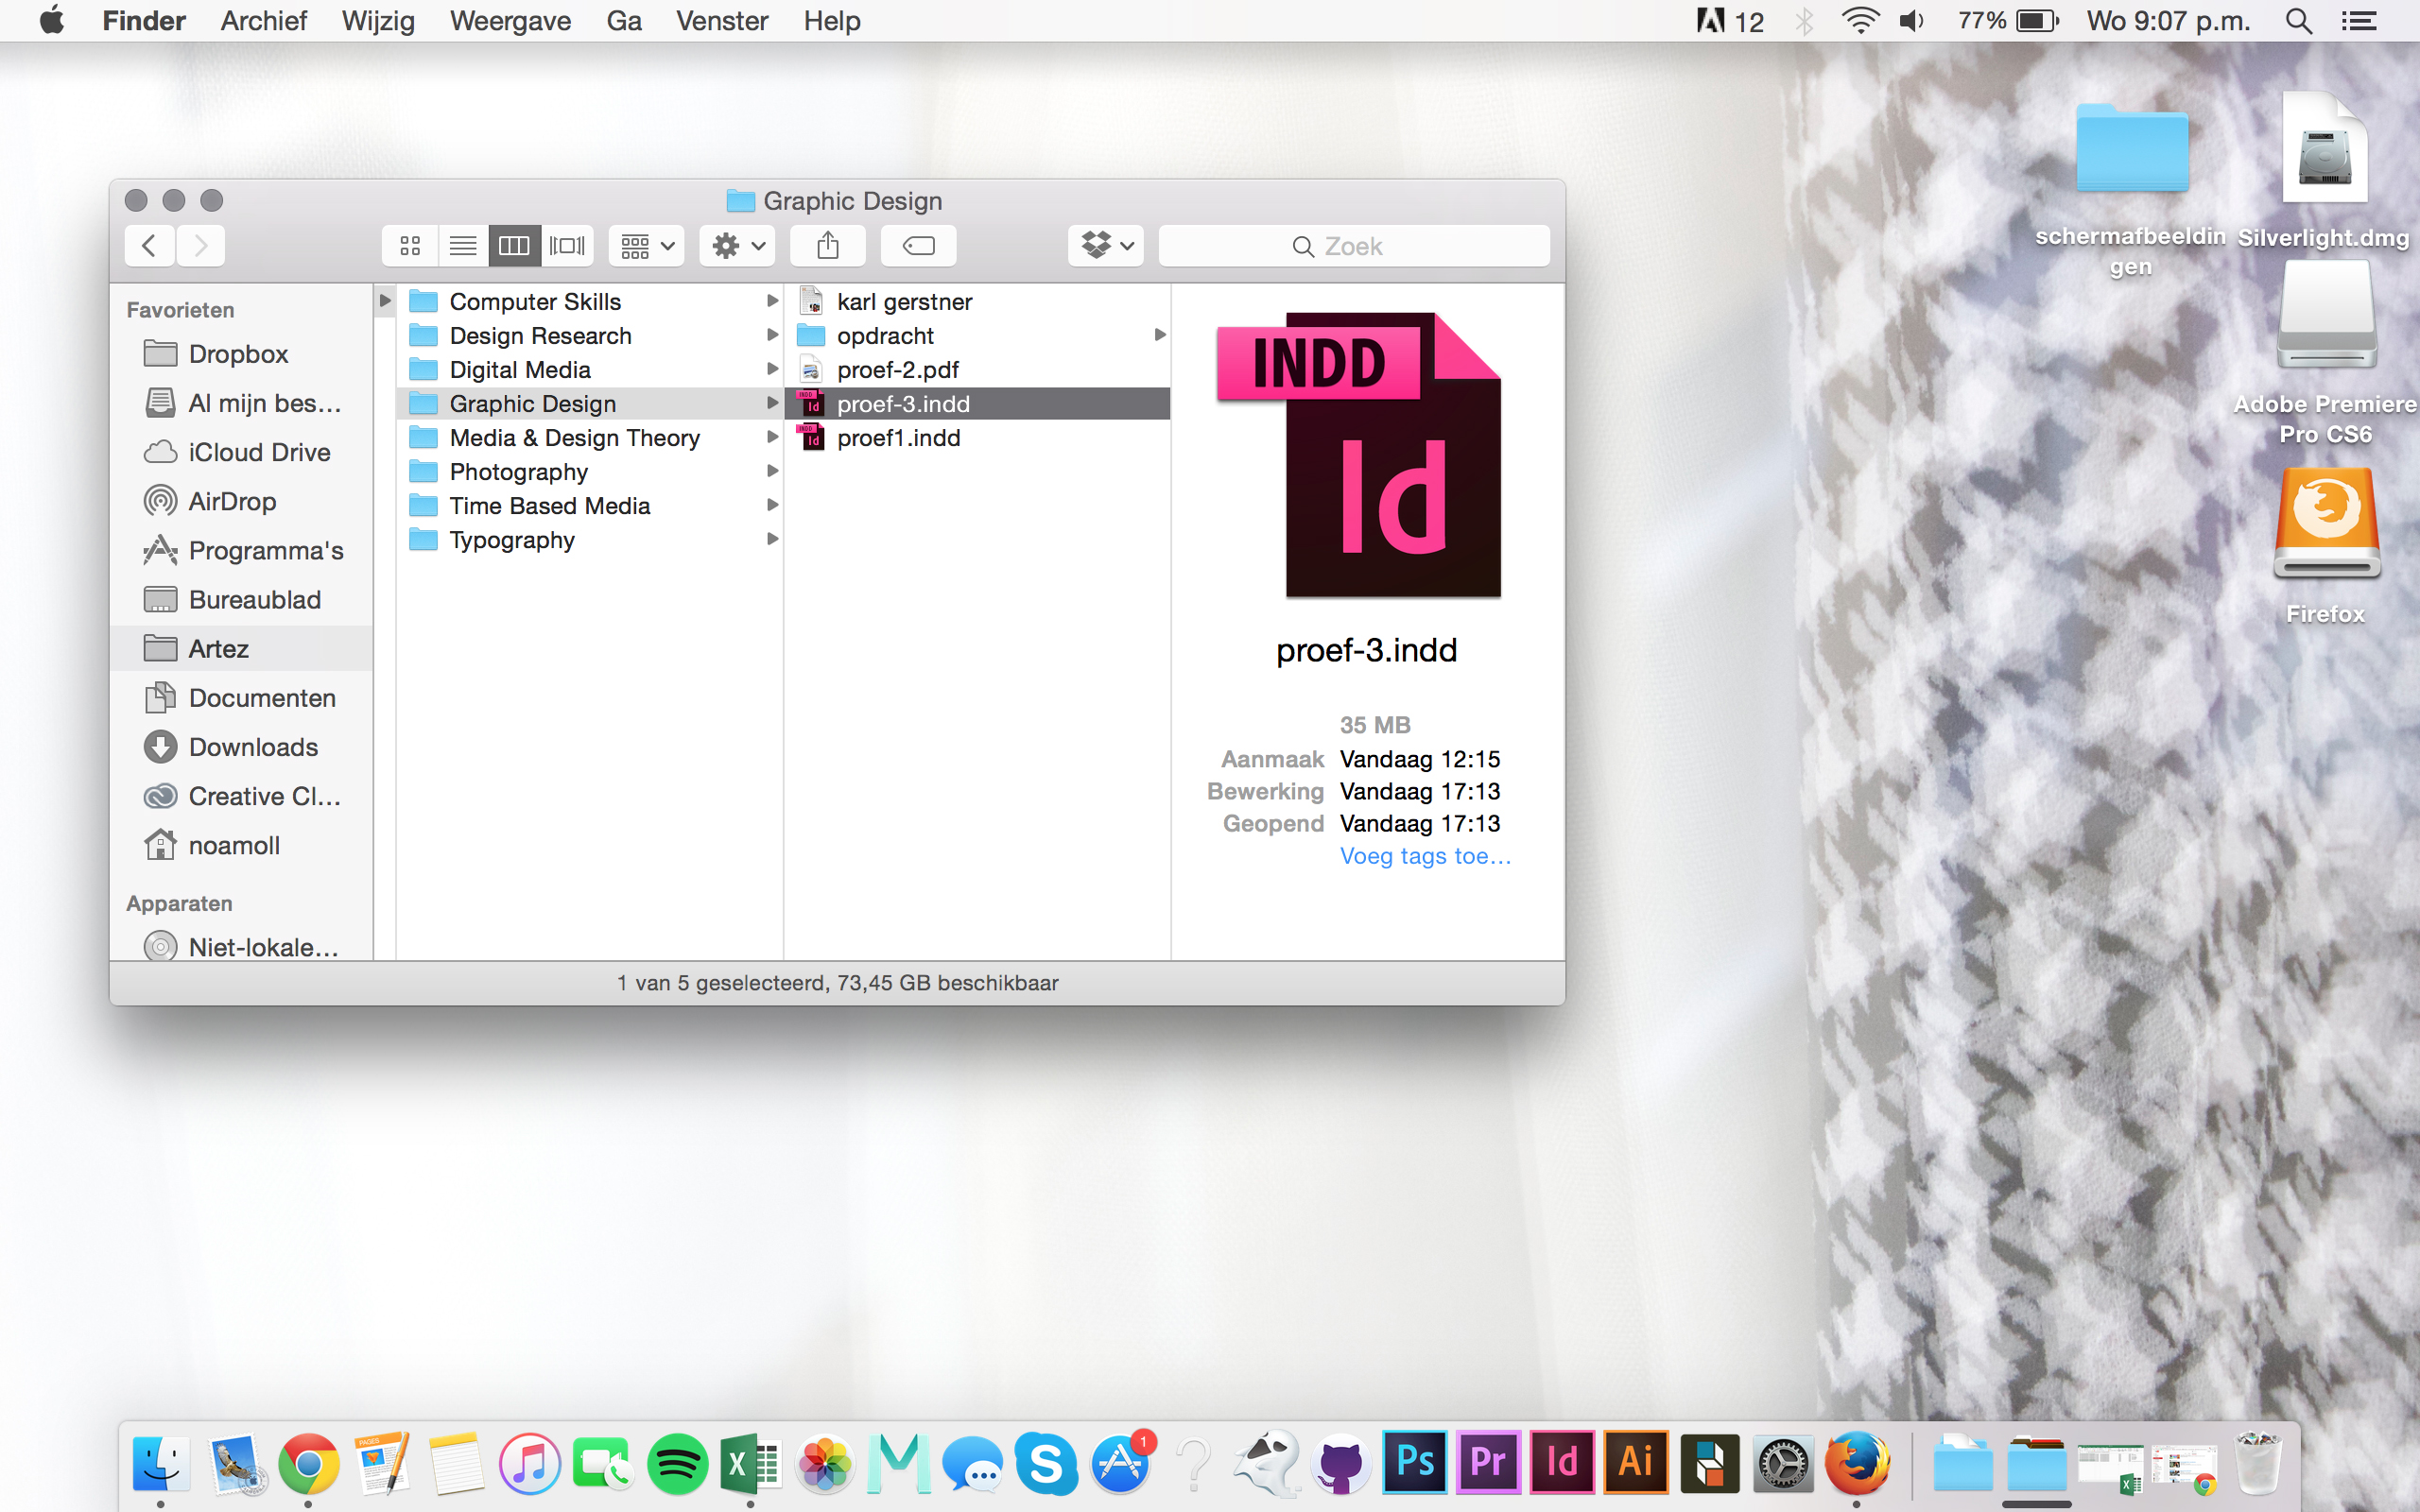 Finder Archief Wijzig Weergave Ga Venster Help 12 77% Wo 9:07 p.m.
Graphic Design
Zoek
Favorieten
Dropbox
Al mijn bes...
iCloud Drive
AirDrop
Programma's
Bureaublad
Artez
Documenten
Downloads
Creative Cl...
noamoll
Apparaten
Niet-lokale...
Computer Skills
Design Research
Digital Media
Graphic Design
Media & Design Theory
Photography
Time Based Media
Typography
karl gerstner
opdracht
proef-2.pdf
proef-3.indd
proef1.indd
INDD
Id
proef-3.indd
35 MB
Aanmaak Vandaag 12:15
Bewerking Vandaag 17:13
Geopend Vandaag 17:13
Voeg tags toe...
1 van 5 geselecteerd, 73,45 GB beschikbaar
schermafbeeldin
gen
Silverlight.dmg
Adobe Premiere
Pro CS6
Firefox
PAGES
X
M
S
1
?
Ps
Pr
Id
Ai